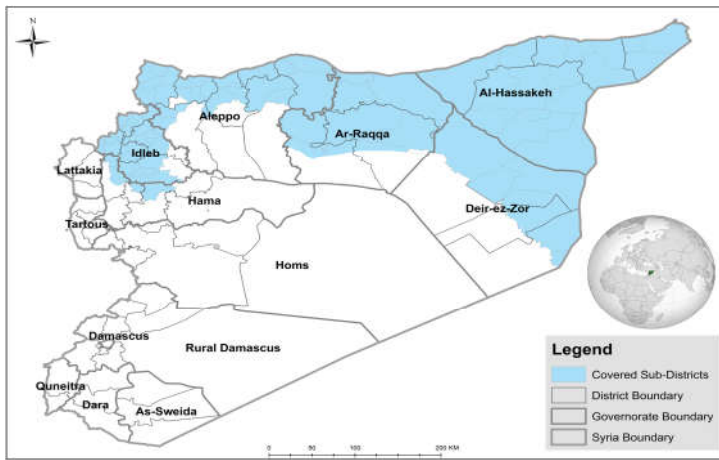 N
Al-Hassakeh
Aleppo
Ar-Raqqa
Idleb
Lattakia
Hama
Deir-ez-Zor
Tartous
Homs
Damascus
Rural Damascus
Quneitra
Dara
As-Sweida
Legend
Covered Sub-Districts
District Boundary
Governorate Boundary
Syria Boundary
0 50 100 200 KM